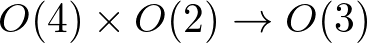 O(4) × O(2) → O(3)